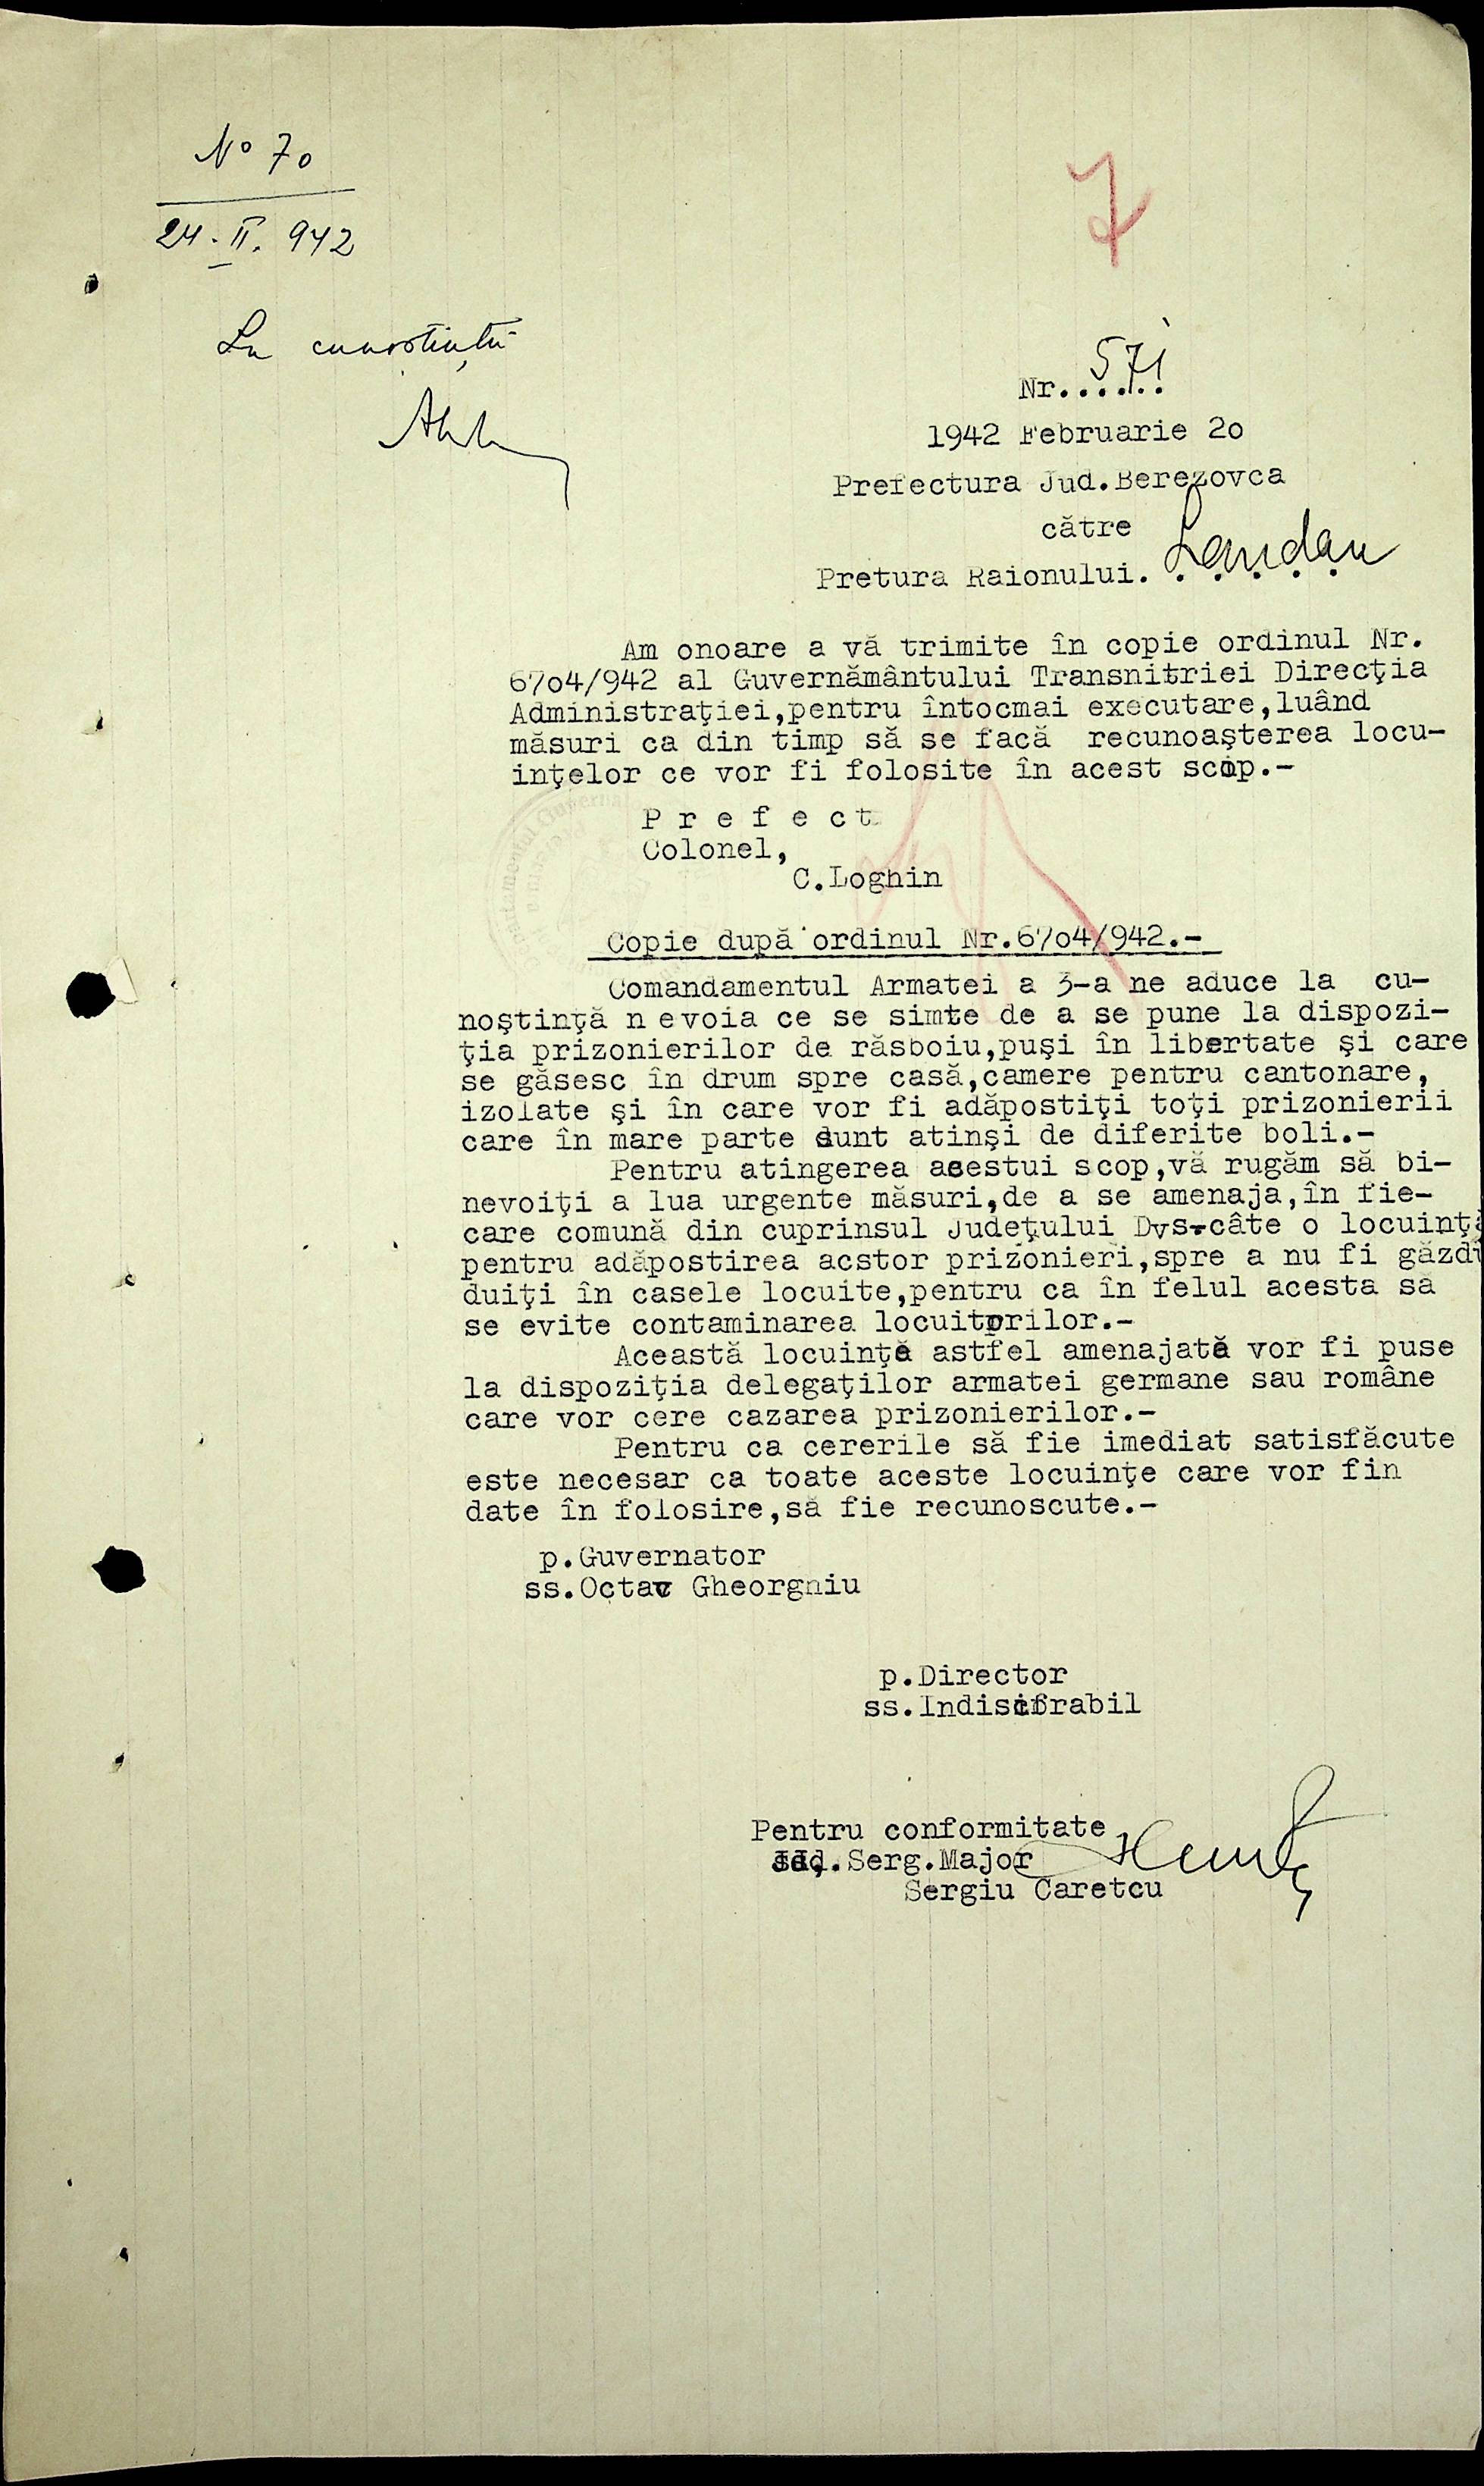 No 70
24. II. 942
7
La cunoștință
Nr. 571
1942 Februarie 2o
Prefectura Jud.Berezovca
către
Pretura Raionului. Landau
Am onoare a vă trimite în copie ordinul Nr.
67o4/942 al Guvernământului Transnitriei Direcţia
Administraţiei,pentru întocmai executare,luând
măsuri ca din timp să se facă recunoaşterea locu-
inţelor ce vor fi folosite în acest scop.-
P r e f e c t
Colonel,
C.Loghin
Copie după ordinul Nr.67o4/942.-
Comandamentul Armatei a 3-a ne aduce la cu-
noştinţă n evoia ce se simte de a se pune la dispozi-
ţia prizonierilor de răsboiu,puşi în libertate şi care
se găsesc în drum spre casă,camere pentru cantonare,
izolate şi în care vor fi adăpostiţi toţi prizonierii
care în mare parte sunt atinşi de diferite boli.-
Pentru atingerea acestui scop,vă rugăm să bi-
nevoiţi a lua urgente măsuri,de a se amenaja,în fie-
care comună din cuprinsul Judeţului Dvs.câte o locuinţă
pentru adăpostirea acstor prizonieri,spre a nu fi găzdu
duiţi în casele locuite,pentru ca în felul acesta să
se evite contaminarea locuitorilor.-
Această locuinţă astfel amenajată vor fi puse
la dispoziţia delegaţilor armatei germane sau române
care vor cere cazarea prizonierilor.-
Pentru ca cererile să fie imediat satisfăcute
este necesar ca toate aceste locuinţe care vor fin
date în folosire,să fie recunoscute.-
p.Guvernator
ss.Octav Gheorghiu
p.Director
ss.Indiscifrabil
Pentru conformitate
Serg.Major
Sergiu Caretcu